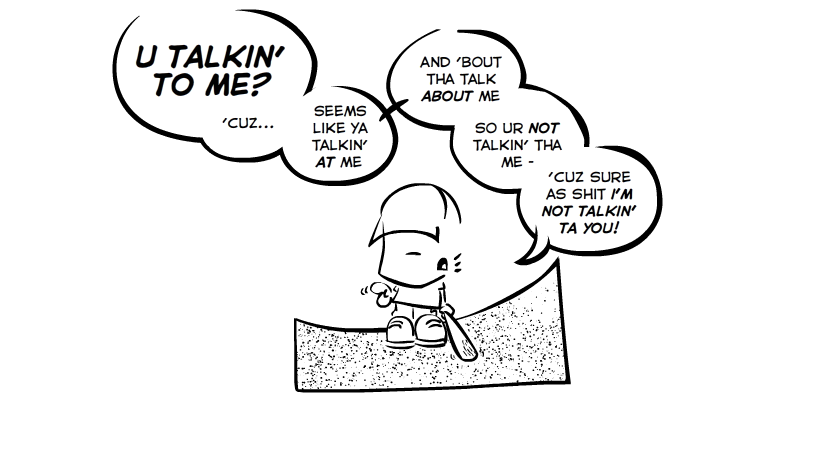 U TALKIN'
TO ME?
'CUZ...
SEEMS
LIKE YA
TALKIN'
AT ME
AND 'BOUT
THA TALK
ABOUT ME
SO UR NOT
TALKIN' THA
ME -
'CUZ SURE
AS SHIT I'M
NOT TALKIN'
TA YOU!